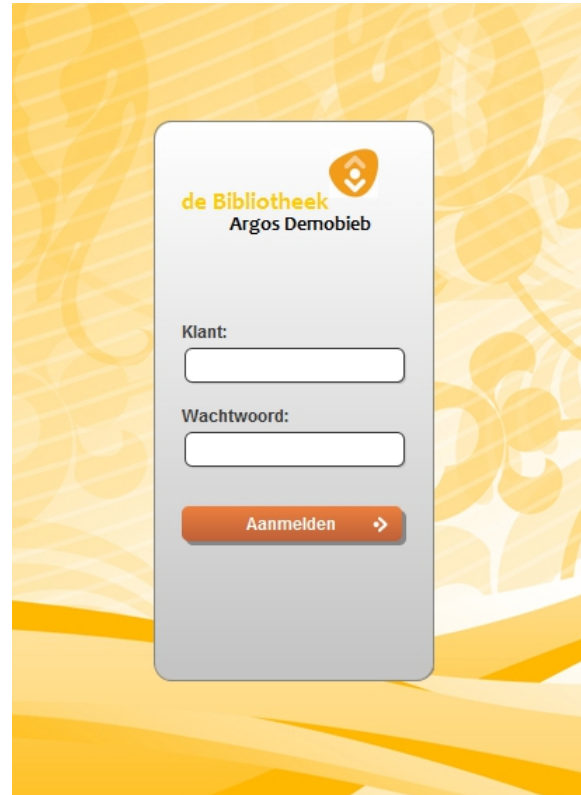 de Bibliotheek
Argos Demobieb
Klant:
Wachtwoord:
Aanmelden